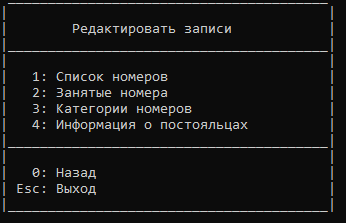 Редактировать записи
1: Список номеров
2: Занятые номера
3: Категории номеров
4: Информация о постояльцах
0: Назад
Esc: Выход